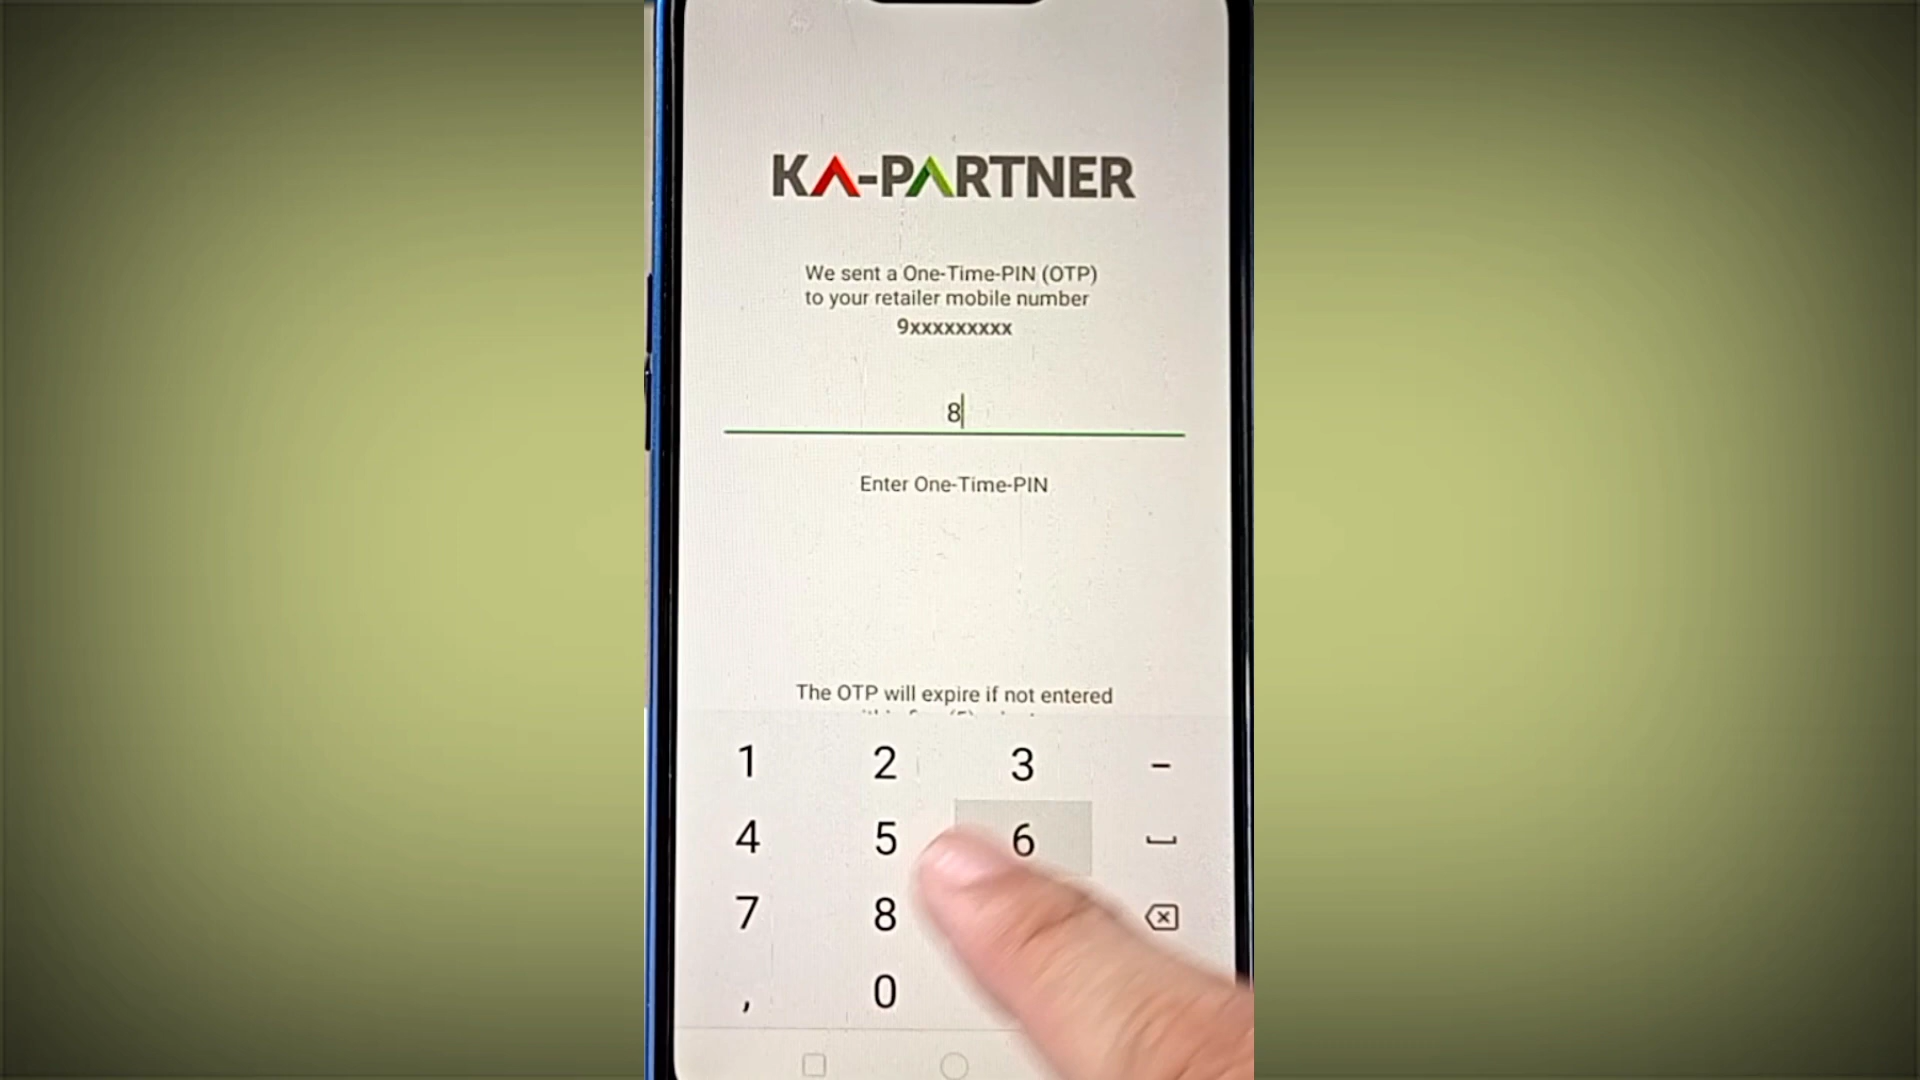 KA-PARTNER
We sent a One-Time-PIN (OTP)
to your retailer mobile number
9xxxxxxxxx
8
Enter One-Time-PIN
The OTP will expire if not entered
1 2 3 -
4 5 6
7 8
, 0